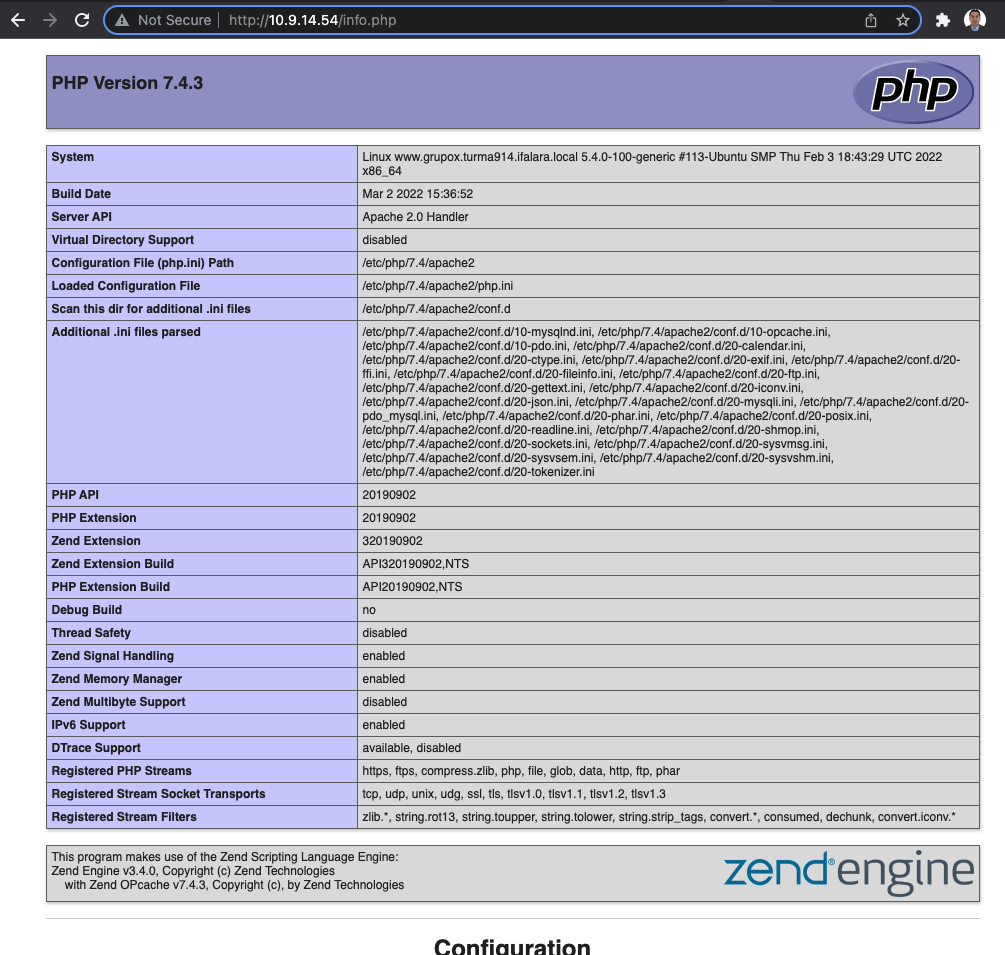 Not Secure | http://10.9.14.54/info.php
PHP Version 7.4.3
php
System
Linux www.grupox.turma914.ifalara.local 5.4.0-100-generic #113-Ubuntu SMP Thu Feb 3 18:43:29 UTC 2022
x86_64
Build Date
Mar 2 2022 15:36:52
Server API
Apache 2.0 Handler
Virtual Directory Support
disabled
Configuration File (php.ini) Path
/etc/php/7.4/apache2
Loaded Configuration File
/etc/php/7.4/apache2/php.ini
Scan this dir for additional .ini files
/etc/php/7.4/apache2/conf.d
Additional .ini files parsed
/etc/php/7.4/apache2/conf.d/10-mysqlnd.ini, /etc/php/7.4/apache2/conf.d/10-opcache.ini,
/etc/php/7.4/apache2/conf.d/10-pdo.ini, /etc/php/7.4/apache2/conf.d/20-calendar.ini,
/etc/php/7.4/apache2/conf.d/20-ctype.ini, /etc/php/7.4/apache2/conf.d/20-exif.ini, /etc/php/7.4/apache2/conf.d/20-
ffi.ini, /etc/php/7.4/apache2/conf.d/20-fileinfo.ini, /etc/php/7.4/apache2/conf.d/20-ftp.ini,
/etc/php/7.4/apache2/conf.d/20-gettext.ini, /etc/php/7.4/apache2/conf.d/20-iconv.ini,
/etc/php/7.4/apache2/conf.d/20-json.ini, /etc/php/7.4/apache2/conf.d/20-mysqli.ini, /etc/php/7.4/apache2/conf.d/20-
pdo_mysql.ini, /etc/php/7.4/apache2/conf.d/20-phar.ini, /etc/php/7.4/apache2/conf.d/20-posix.ini,
/etc/php/7.4/apache2/conf.d/20-readline.ini, /etc/php/7.4/apache2/conf.d/20-shmop.ini,
/etc/php/7.4/apache2/conf.d/20-sockets.ini, /etc/php/7.4/apache2/conf.d/20-sysvmsg.ini,
/etc/php/7.4/apache2/conf.d/20-sysvsem.ini, /etc/php/7.4/apache2/conf.d/20-sysvshm.ini,
/etc/php/7.4/apache2/conf.d/20-tokenizer.ini
PHP API
20190902
PHP Extension
20190902
Zend Extension
320190902
Zend Extension Build
API320190902,NTS
PHP Extension Build
API20190902,NTS
Debug Build
no
Thread Safety
disabled
Zend Signal Handling
enabled
Zend Memory Manager
enabled
Zend Multibyte Support
disabled
IPv6 Support
enabled
DTrace Support
available, disabled
Registered PHP Streams
https, ftps, compress.zlib, php, file, glob, data, http, ftp, phar
Registered Stream Socket Transports
tcp, udp, unix, udg, ssl, tls, tlsv1.0, tlsv1.1, tlsv1.2, tlsv1.3
Registered Stream Filters
zlib.*, string.rot13, string.toupper, string.tolower, string.strip_tags, convert.*, consumed, dechunk, convert.iconv.*
This program makes use of the Zend Scripting Language Engine:
Zend Engine v3.4.0, Copyright (c) Zend Technologies
with Zend OPcache v7.4.3, Copyright (c), by Zend Technologies
zend®engine
Configuration